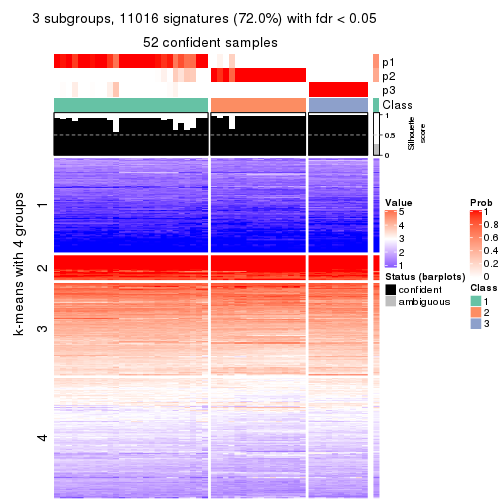 3 subgroups, 11016 signatures (72.0%) with fdr < 0.05
52 confident samples
p1
p2
p3
Class
1
0.5
0
Silhouette
score
k-means with 4 groups
1
2
3
4
Value
5
4
3
2
1
Status (barplots)
confident
ambiguous
Prob
1
0.8
0.6
0.4
0.2
0
Class
1
2
3